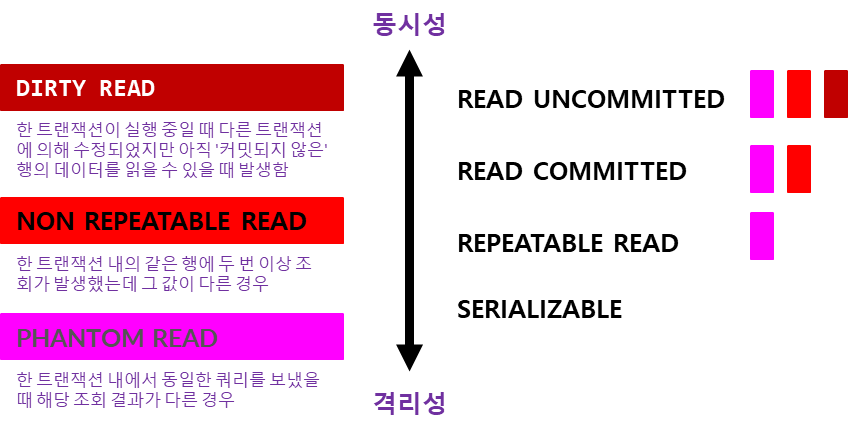 동시성
DIRTY READ
한 트랜잭션이 실행 중일 때 다른 트랜잭션
에 의해 수정되었지만 아직 '커밋되지 않은'
행의 데이터를 읽을 수 있을 때 발생함
NON REPEATABLE READ
한 트랜잭션 내의 같은 행에 두 번 이상 조
회가 발생했는데 그 값이 다른 경우
PHANTOM READ
한 트랜잭션 내에서 동일한 쿼리를 보냈을
때 해당 조회 결과가 다른 경우
READ UNCOMMITTED
READ COMMITTED
REPEATABLE READ
SERIALIZABLE
격리성